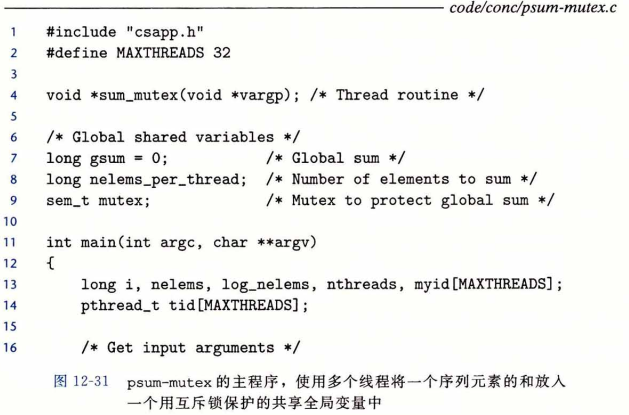 code/conc/psum-mutex.c
1 #include "csapp.h"
2 #define MAXTHREADS 32
3
4 void *sum_mutex(void *vargp); /* Thread routine */
5
6 /* Global shared variables */
7 long gsum = 0; /* Global sum */
8 long nelems_per_thread; /* Number of elements to sum */
9 sem_t mutex; /* Mutex to protect global sum */
10
11 int main(int argc, char **argv)
12 {
13 long i, nelems, log_nelems, nthreads, myid[MAXTHREADS];
14 pthread_t tid[MAXTHREADS];
15
16 /* Get input arguments */
图 12-31 psum-mutex 的主程序，使用多个线程将一个序列元素的和放入
一个用互斥锁保护的共享全局变量中